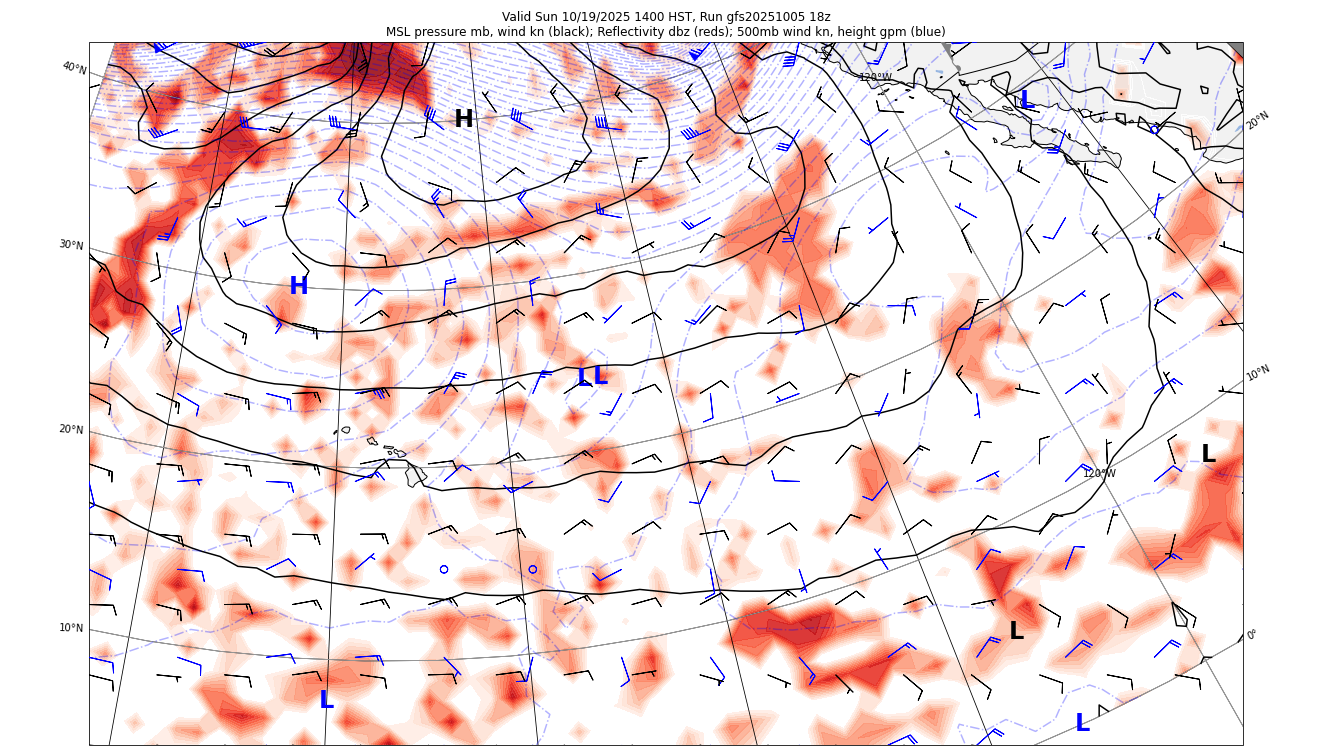 Valid Sun 10/19/2025 1400 HST, Run gfs20251005 18z
MSL pressure mb, wind kn (black); Reflectivity dbz (reds); 500mb wind kn, height gpm (blue)
40°N
120°W
L
H
20°N
30°N
H
LL
10°N
20°N
L
120°W
10°N
L
0°
L
L